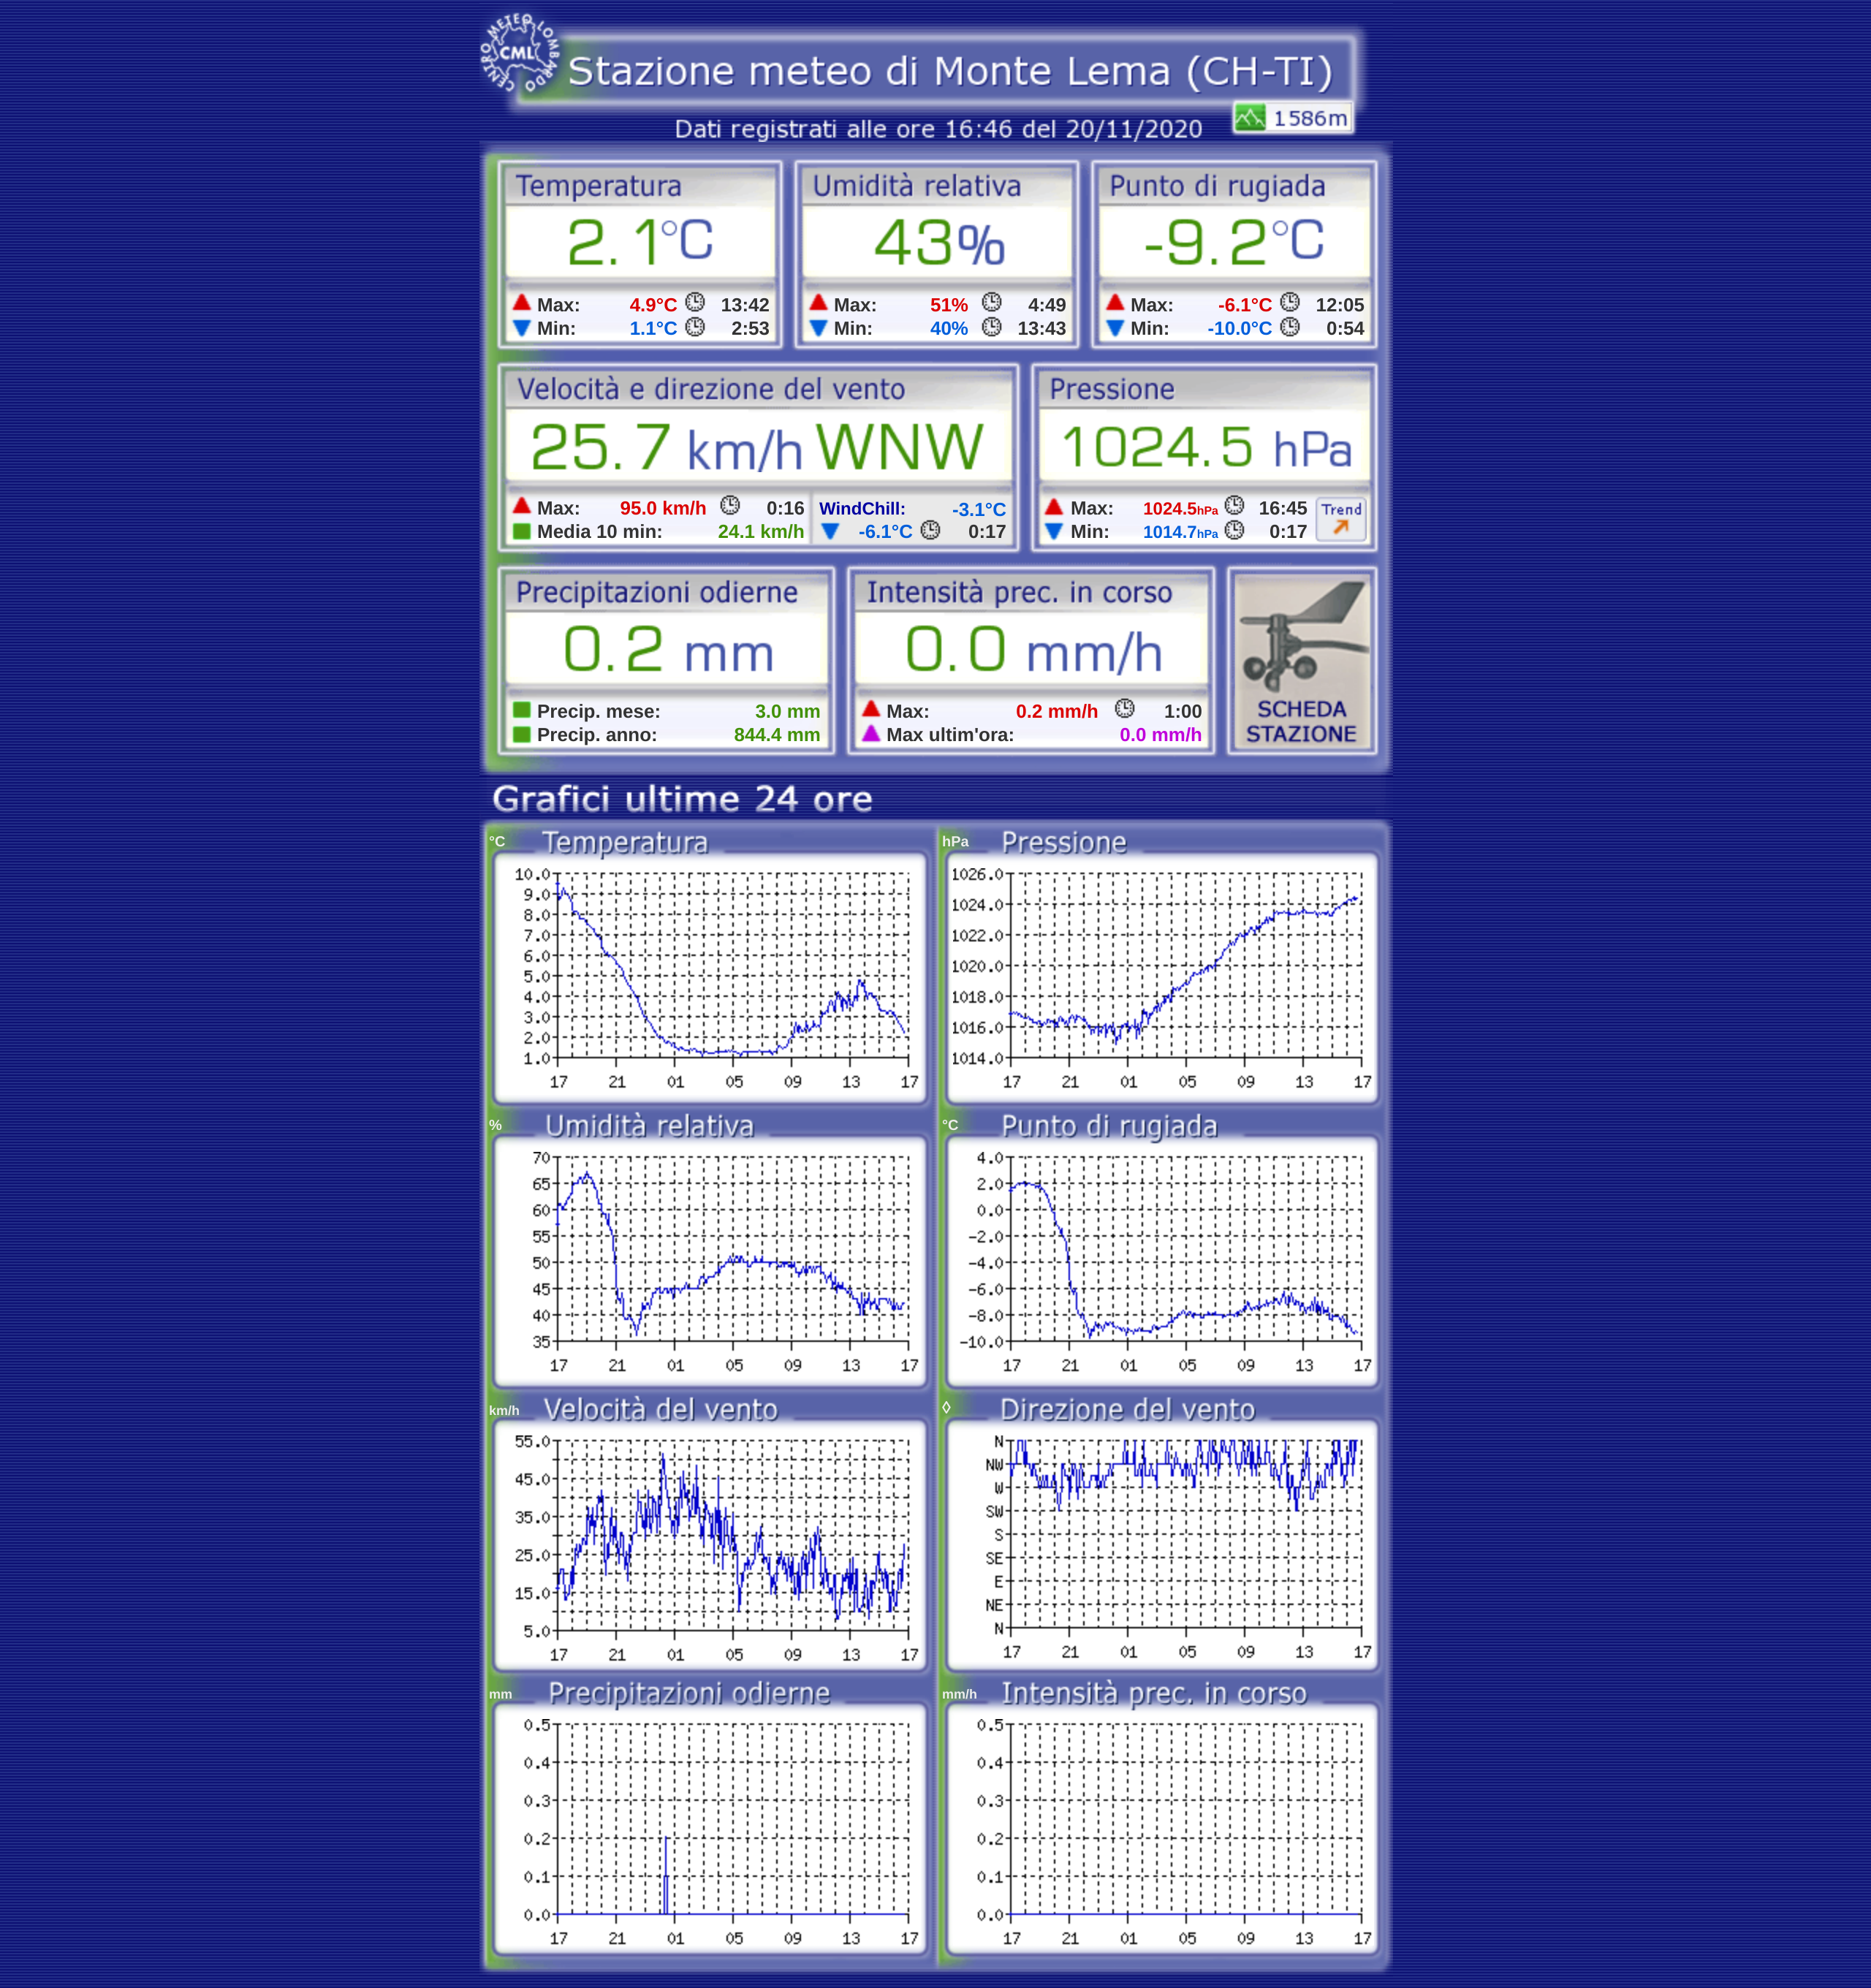 CENTRO METEO LOMBARDO
CML
Stazione meteo di Monte Lema (CH-TI)
1586m
Dati registrati alle ore 16:46 del 20/11/2020
Temperatura Umidità relativa Punto di rugiada
2.1°C 43% -9.2°C
Max: 4.9°C 13:42 Max: 51% 4:49 Max: -6.1°C 12:05
Min: 1.1°C 2:53 Min: 40% 13:43 Min: -10.0°C 0:54
Velocità e direzione del vento Pressione
25.7 km/h WNW 1024.5 hPa
Max: 95.0 km/h 0:16 WindChill: -3.1°C Max: 1024.5hPa 16:45 Trend
Media 10 min: 24.1 km/h -6.1°C 0:17 Min: 1014.7hPa 0:17
Precipitazioni odierne Intensità prec. in corso
0.2 mm 0.0 mm/h
Precip. mese: 3.0 mm Max: 0.2 mm/h 1:00 SCHEDA
Precip. anno: 844.4 mm Max ultim'ora: 0.0 mm/h STAZIONE
Grafici ultime 24 ore
°C Temperatura
10.0
9.0
8.0
7.0
6.0
5.0
4.0
3.0
2.0
1.0
17 21 01 05 09 13 17
hPa Pressione
1026.0
1024.0
1022.0
1020.0
1018.0
1016.0
1014.0
17 21 01 05 09 13 17
% Umidità relativa
70
65
60
55
50
45
40
35
17 21 01 05 09 13 17
°C Punto di rugiada
4.0
2.0
0.0
-2.0
-4.0
-6.0
-8.0
-10.0
17 21 01 05 09 13 17
km/h Velocità del vento
55.0
45.0
35.0
25.0
15.0
5.0
17 21 01 05 09 13 17
◊ Direzione del vento
N
NW
W
SW
S
SE
E
NE
N
17 21 01 05 09 13 17
mm Precipitazioni odierne
0.5
0.4
0.3
0.2
0.1
0.0
17 21 01 05 09 13 17
mm/h Intensità prec. in corso
0.5
0.4
0.3
0.2
0.1
0.0
17 21 01 05 09 13 17